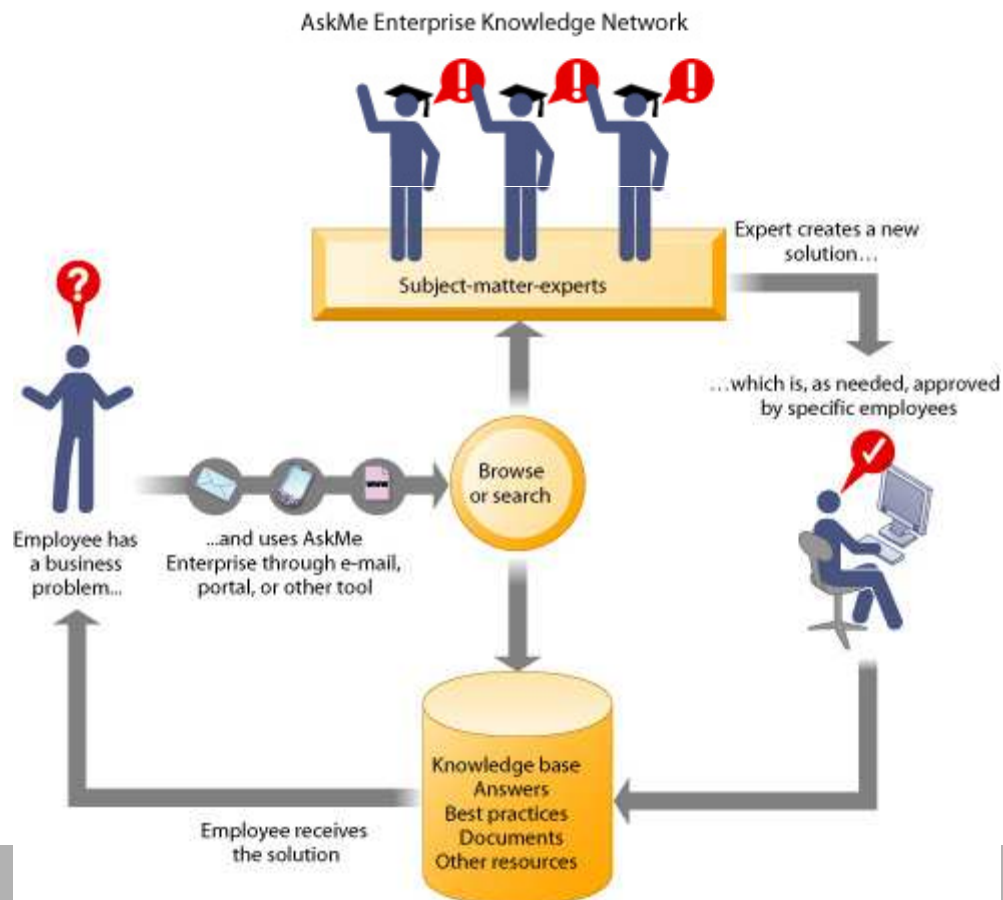 AskMe Enterprise Knowledge Network
Expert creates a new
solution...
Subject-matter-experts
...which is, as needed, approved
by specific employees
?
Browse
or search
www
Employee has
a business
problem...
...and uses AskMe
Enterprise through e-mail,
portal, or other tool
Knowledge base
Answers
Best practices
Documents
Other resources
Employee receives
the solution